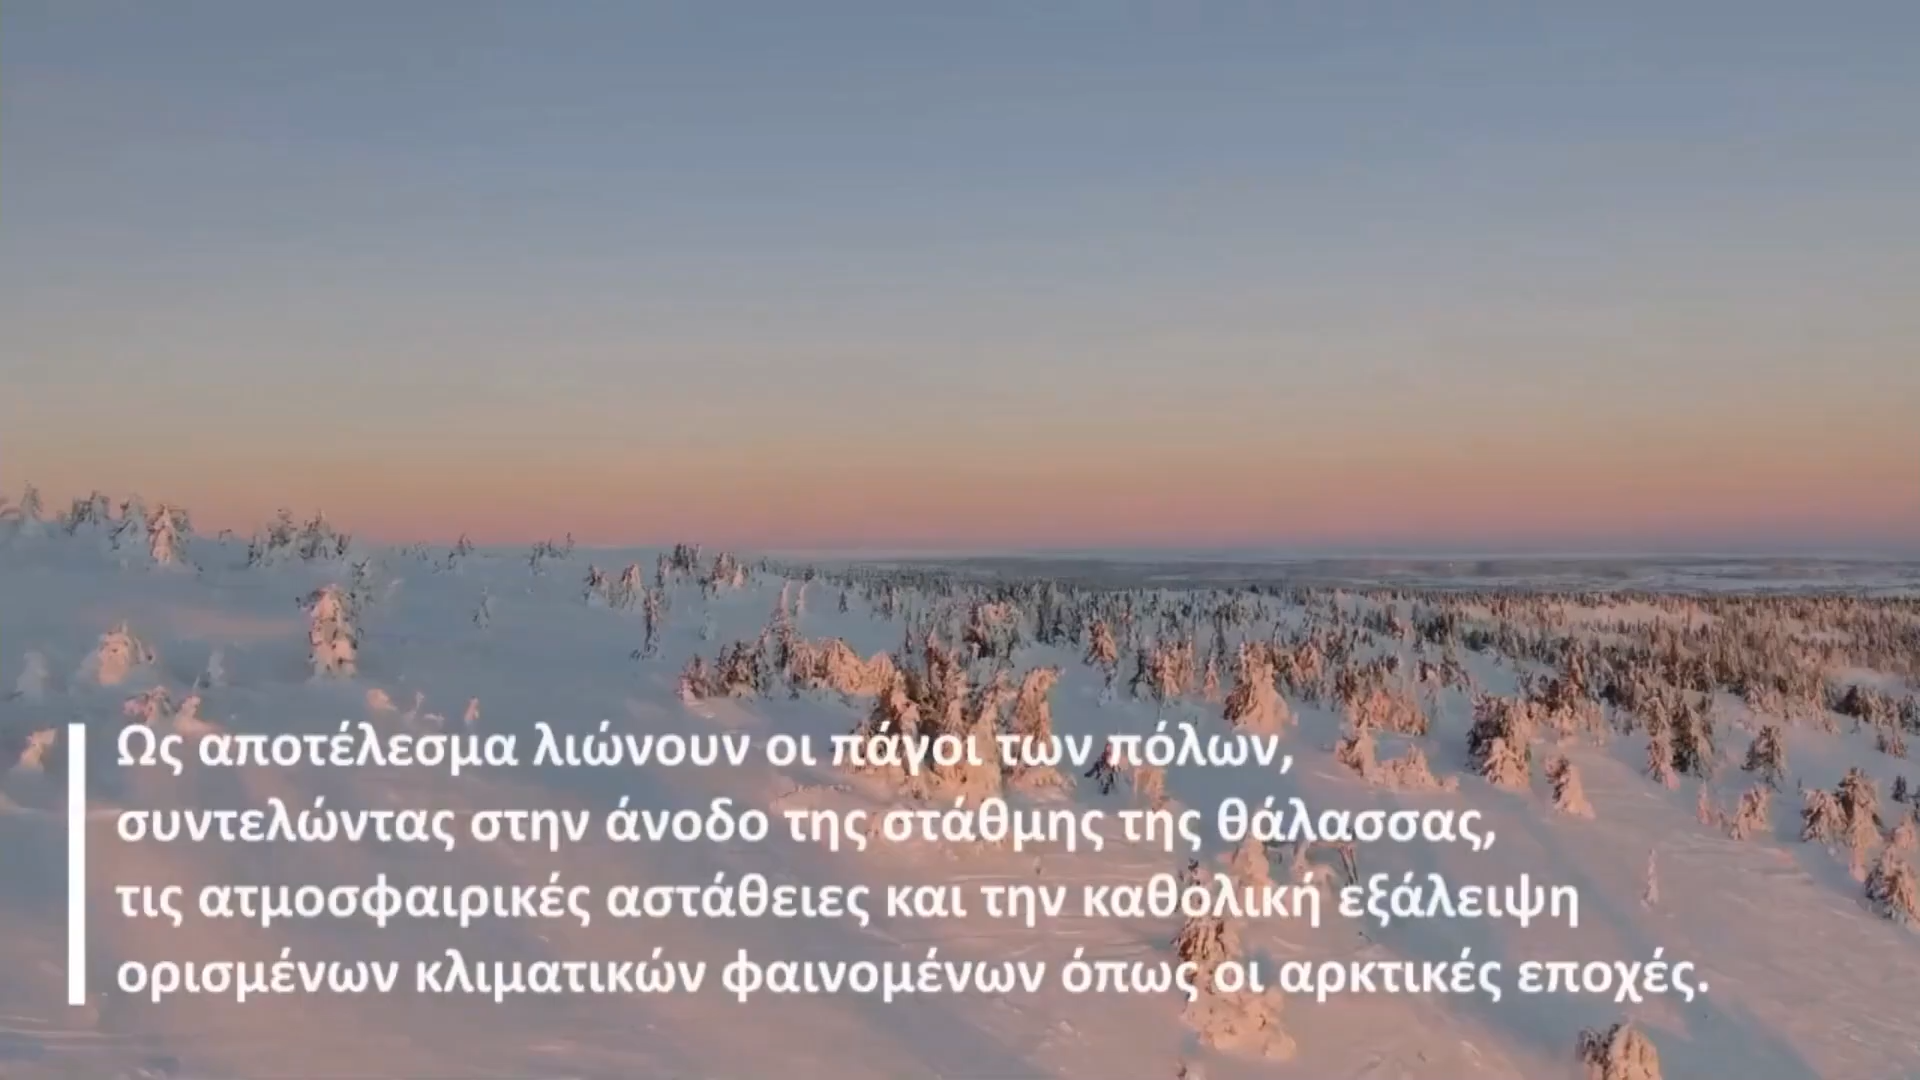 Ως αποτέλεσμα λιώνουν οι πάγοι των πόλων,
συντελώντας στην άνοδο της στάθμης της θάλασσας,
τις ατμοσφαιρικές αστάθειες και την καθολική εξάλειψη
ορισμένων κλιματικών φαινομένων όπως οι αρκτικές εποχές.